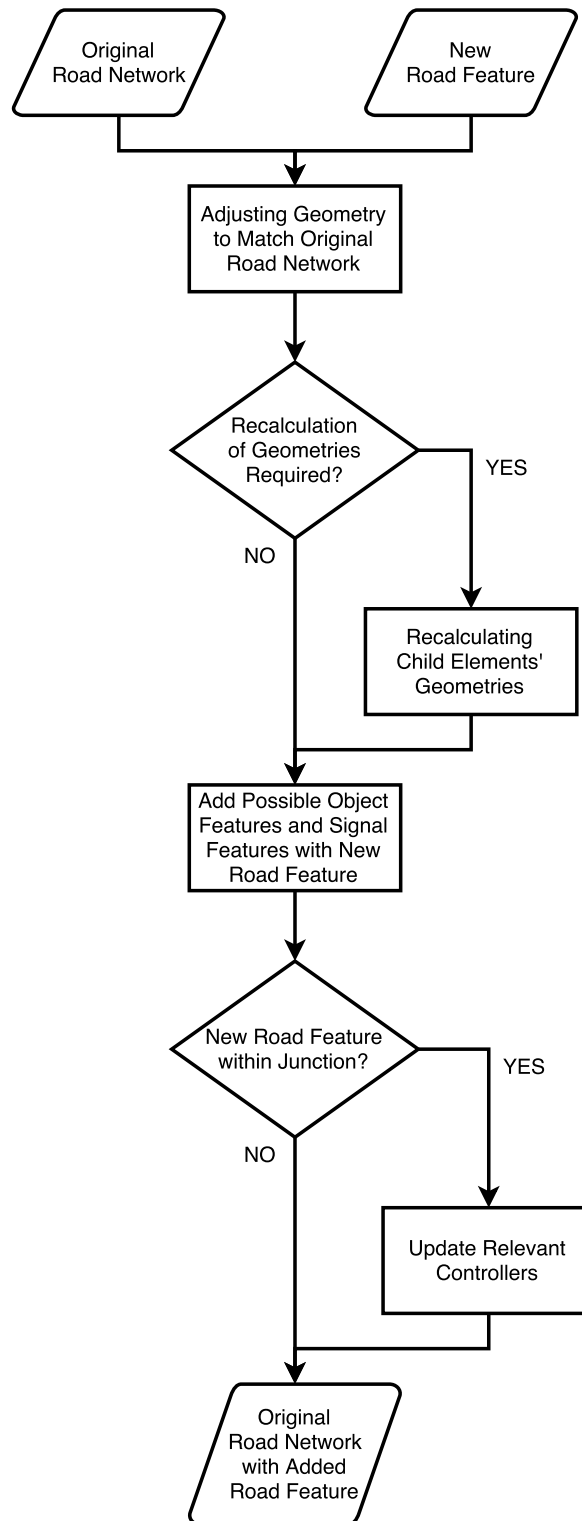 Original
Road Network
New
Road Feature
Adjusting Geometry
to Match Original
Road Network
Recalculation
of Geometries
Required?
YES
NO
Recalculating
Child Elements'
Geometries
Add Possible Object
Features and Signal
Features with New
Road Feature
New Road Feature
within Junction?
YES
NO
Update Relevant
Controllers
Original
Road Network
with Added
Road Feature